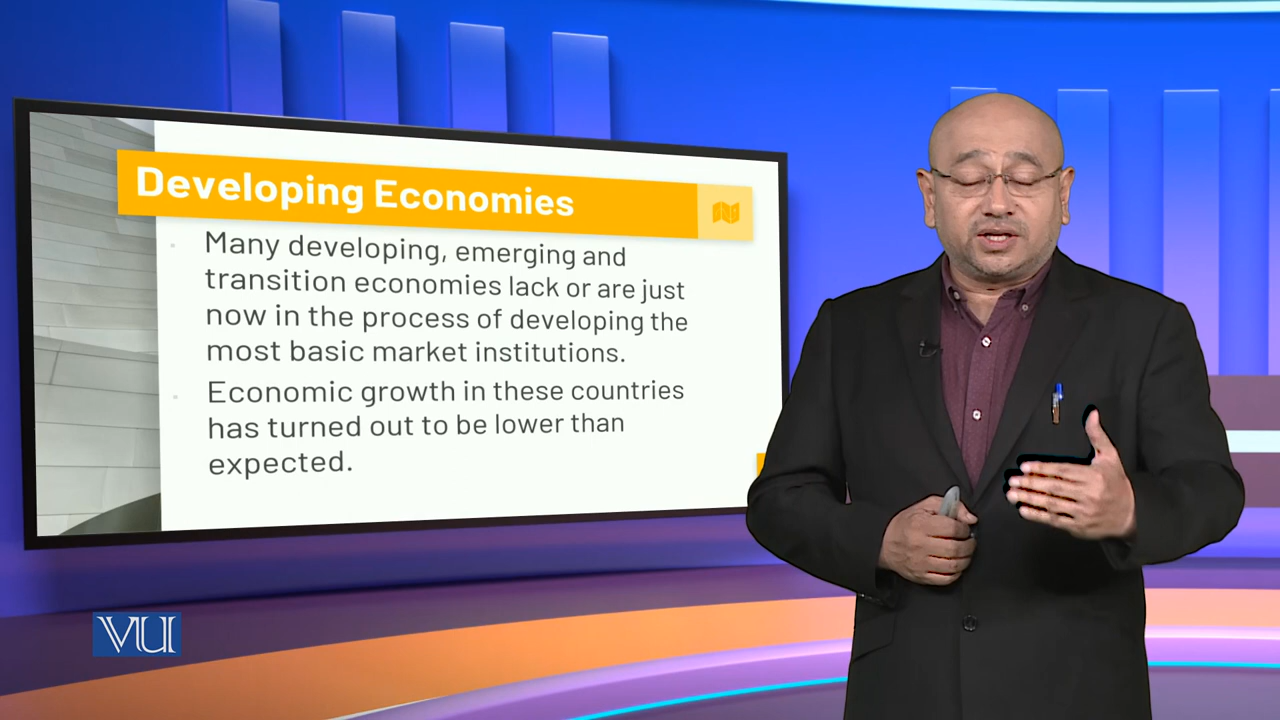 Developing Economies
Many developing, emerging and
transition economies lack or are just
now in the process of developing the
most basic market institutions.
Economic growth in these countries
has turned out to be lower than
expected.
VU